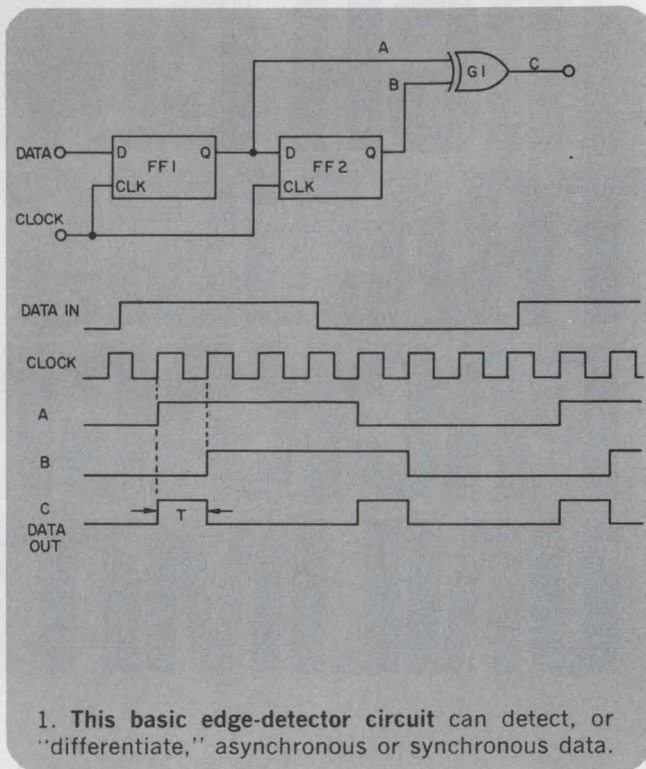 A
B
G1
C
DATA
D
Q
FF1
CLK
D
Q
FF2
CLK
CLOCK
DATA IN
CLOCK
A
B
C
T
DATA
OUT
1. This basic edge-detector circuit can detect, or
"differentiate," asynchronous or synchronous data.